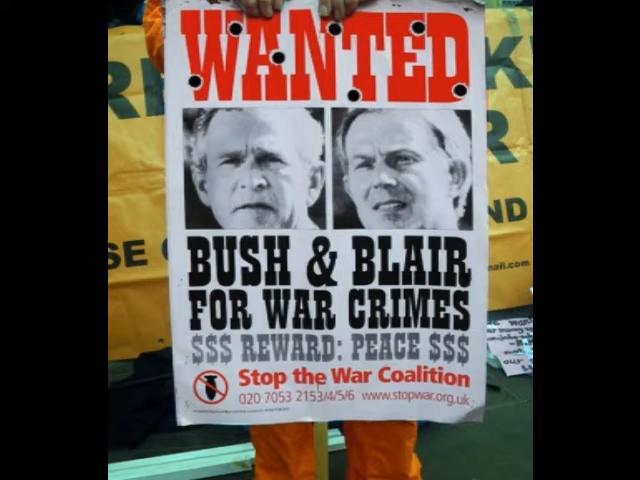 WANTED
BUSH & BLAIR
FOR WAR CRIMES
$$$ REWARD: PEACE $$$
Stop the War Coalition
020 7053 2153/4/5/6 www.stopwar.org.uk